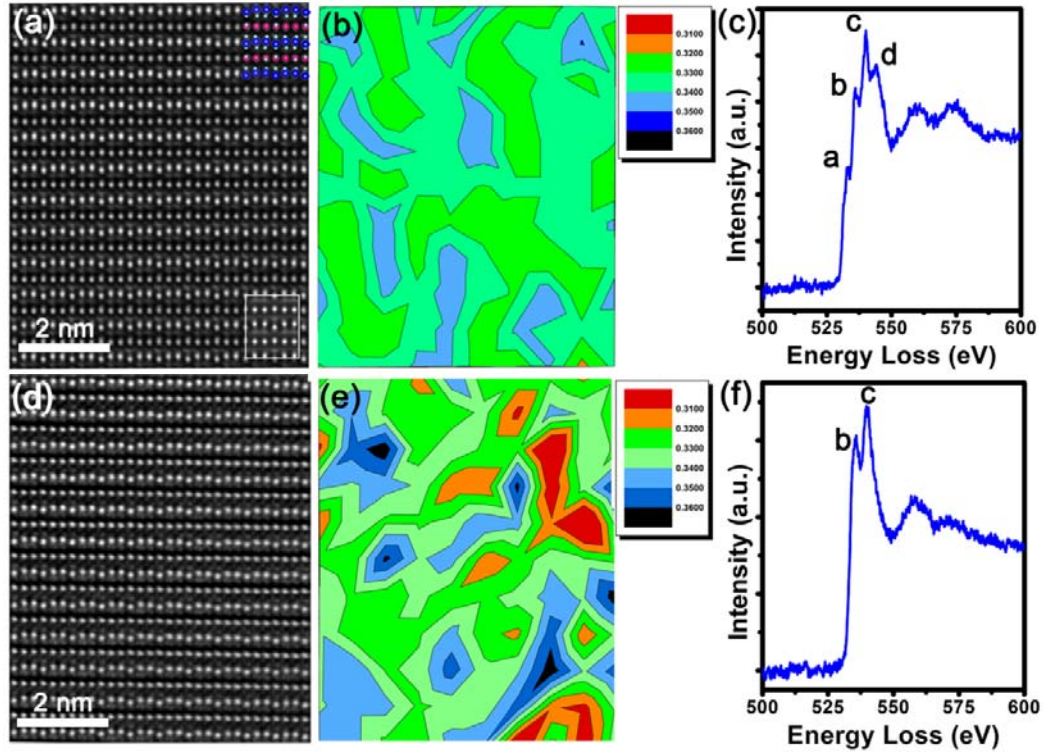 (a)
2 nm
(b)
0.3100
0.3200
0.3300
0.3400
0.3500
0.3600
(c)
a
b
c
d
Intensity (a.u.)
500 525 550 575 600
Energy Loss (eV)
(d)
2 nm
(e)
0.3100
0.3200
0.3300
0.3400
0.3500
0.3600
(f)
b
c
Intensity (a.u.)
500 525 550 575 600
Energy Loss (eV)